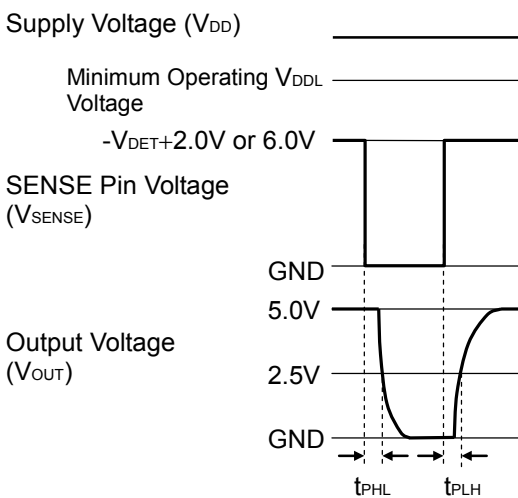 Supply Voltage (VDD)
Minimum Operating VDDL
Voltage
-VDET+2.0V or 6.0V
SENSE Pin Voltage
(VSENSE)
GND
5.0V
Output Voltage
(VOUT)
2.5V
GND
tPHL tPLH